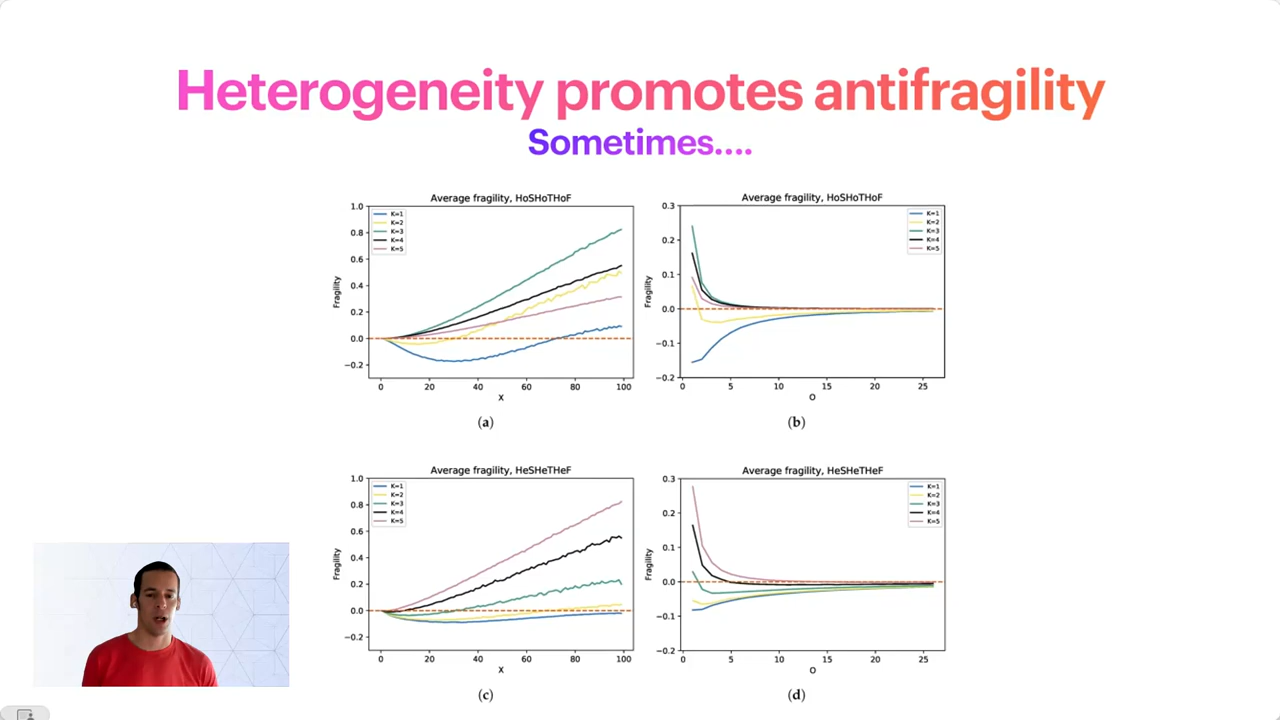 Heterogeneity promotes antifragility
Sometimes....
Average fragility, HoSHoTHoF
1.0
0.8
0.6
0.4
0.2
0.0
−0.2
Fragility
K=1
K=2
K=3
K=4
K=5
0 20 40 60 80 100
X
(a)
Average fragility, HoSHoTHoF
0.3
0.2
0.1
0.0
−0.1
−0.2
Fragility
K=1
K=2
K=3
K=4
K=5
0 5 10 15 20 25
O
(b)
Average fragility, HeSHeTHeF
1.0
0.8
0.6
0.4
0.2
0.0
−0.2
Fragility
K=1
K=2
K=3
K=4
K=5
0 20 40 60 80 100
X
(c)
Average fragility, HeSHeTHeF
0.3
0.2
0.1
0.0
−0.1
−0.2
Fragility
K=1
K=2
K=3
K=4
K=5
0 5 10 15 20 25
O
(d)